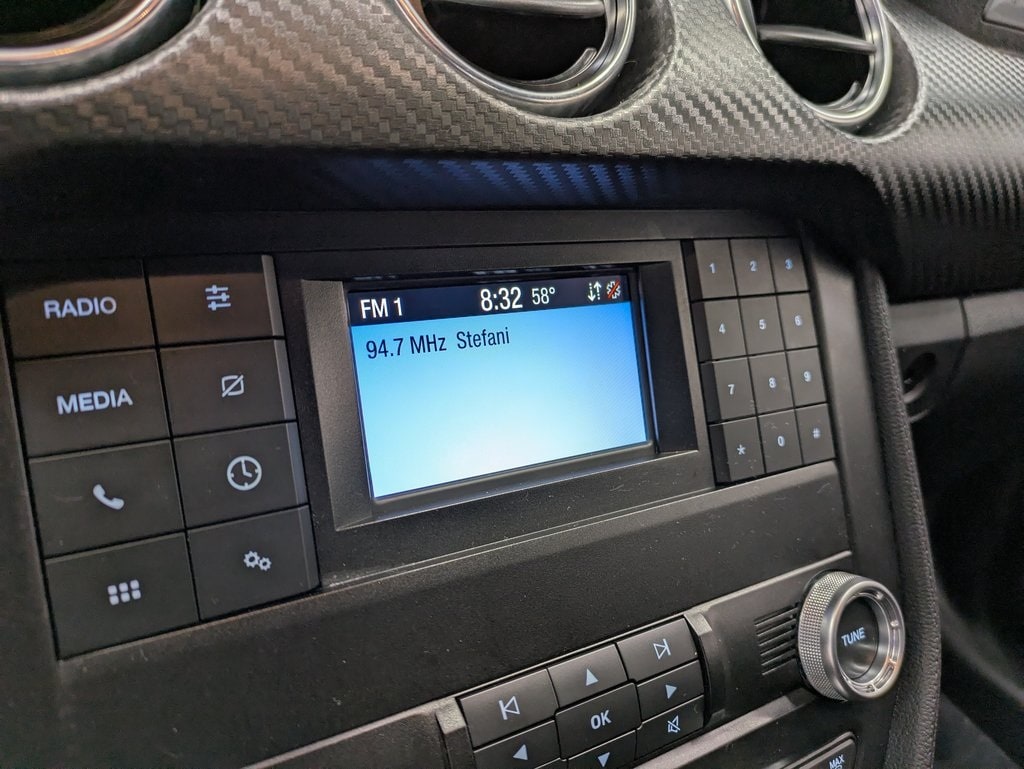 FM 1 8:32 58°
94.7 MHz Stefani
RADIO
MEDIA
1 2 3
4 5 6
7 8 9
* 0 #
OK
TUNE
MAX